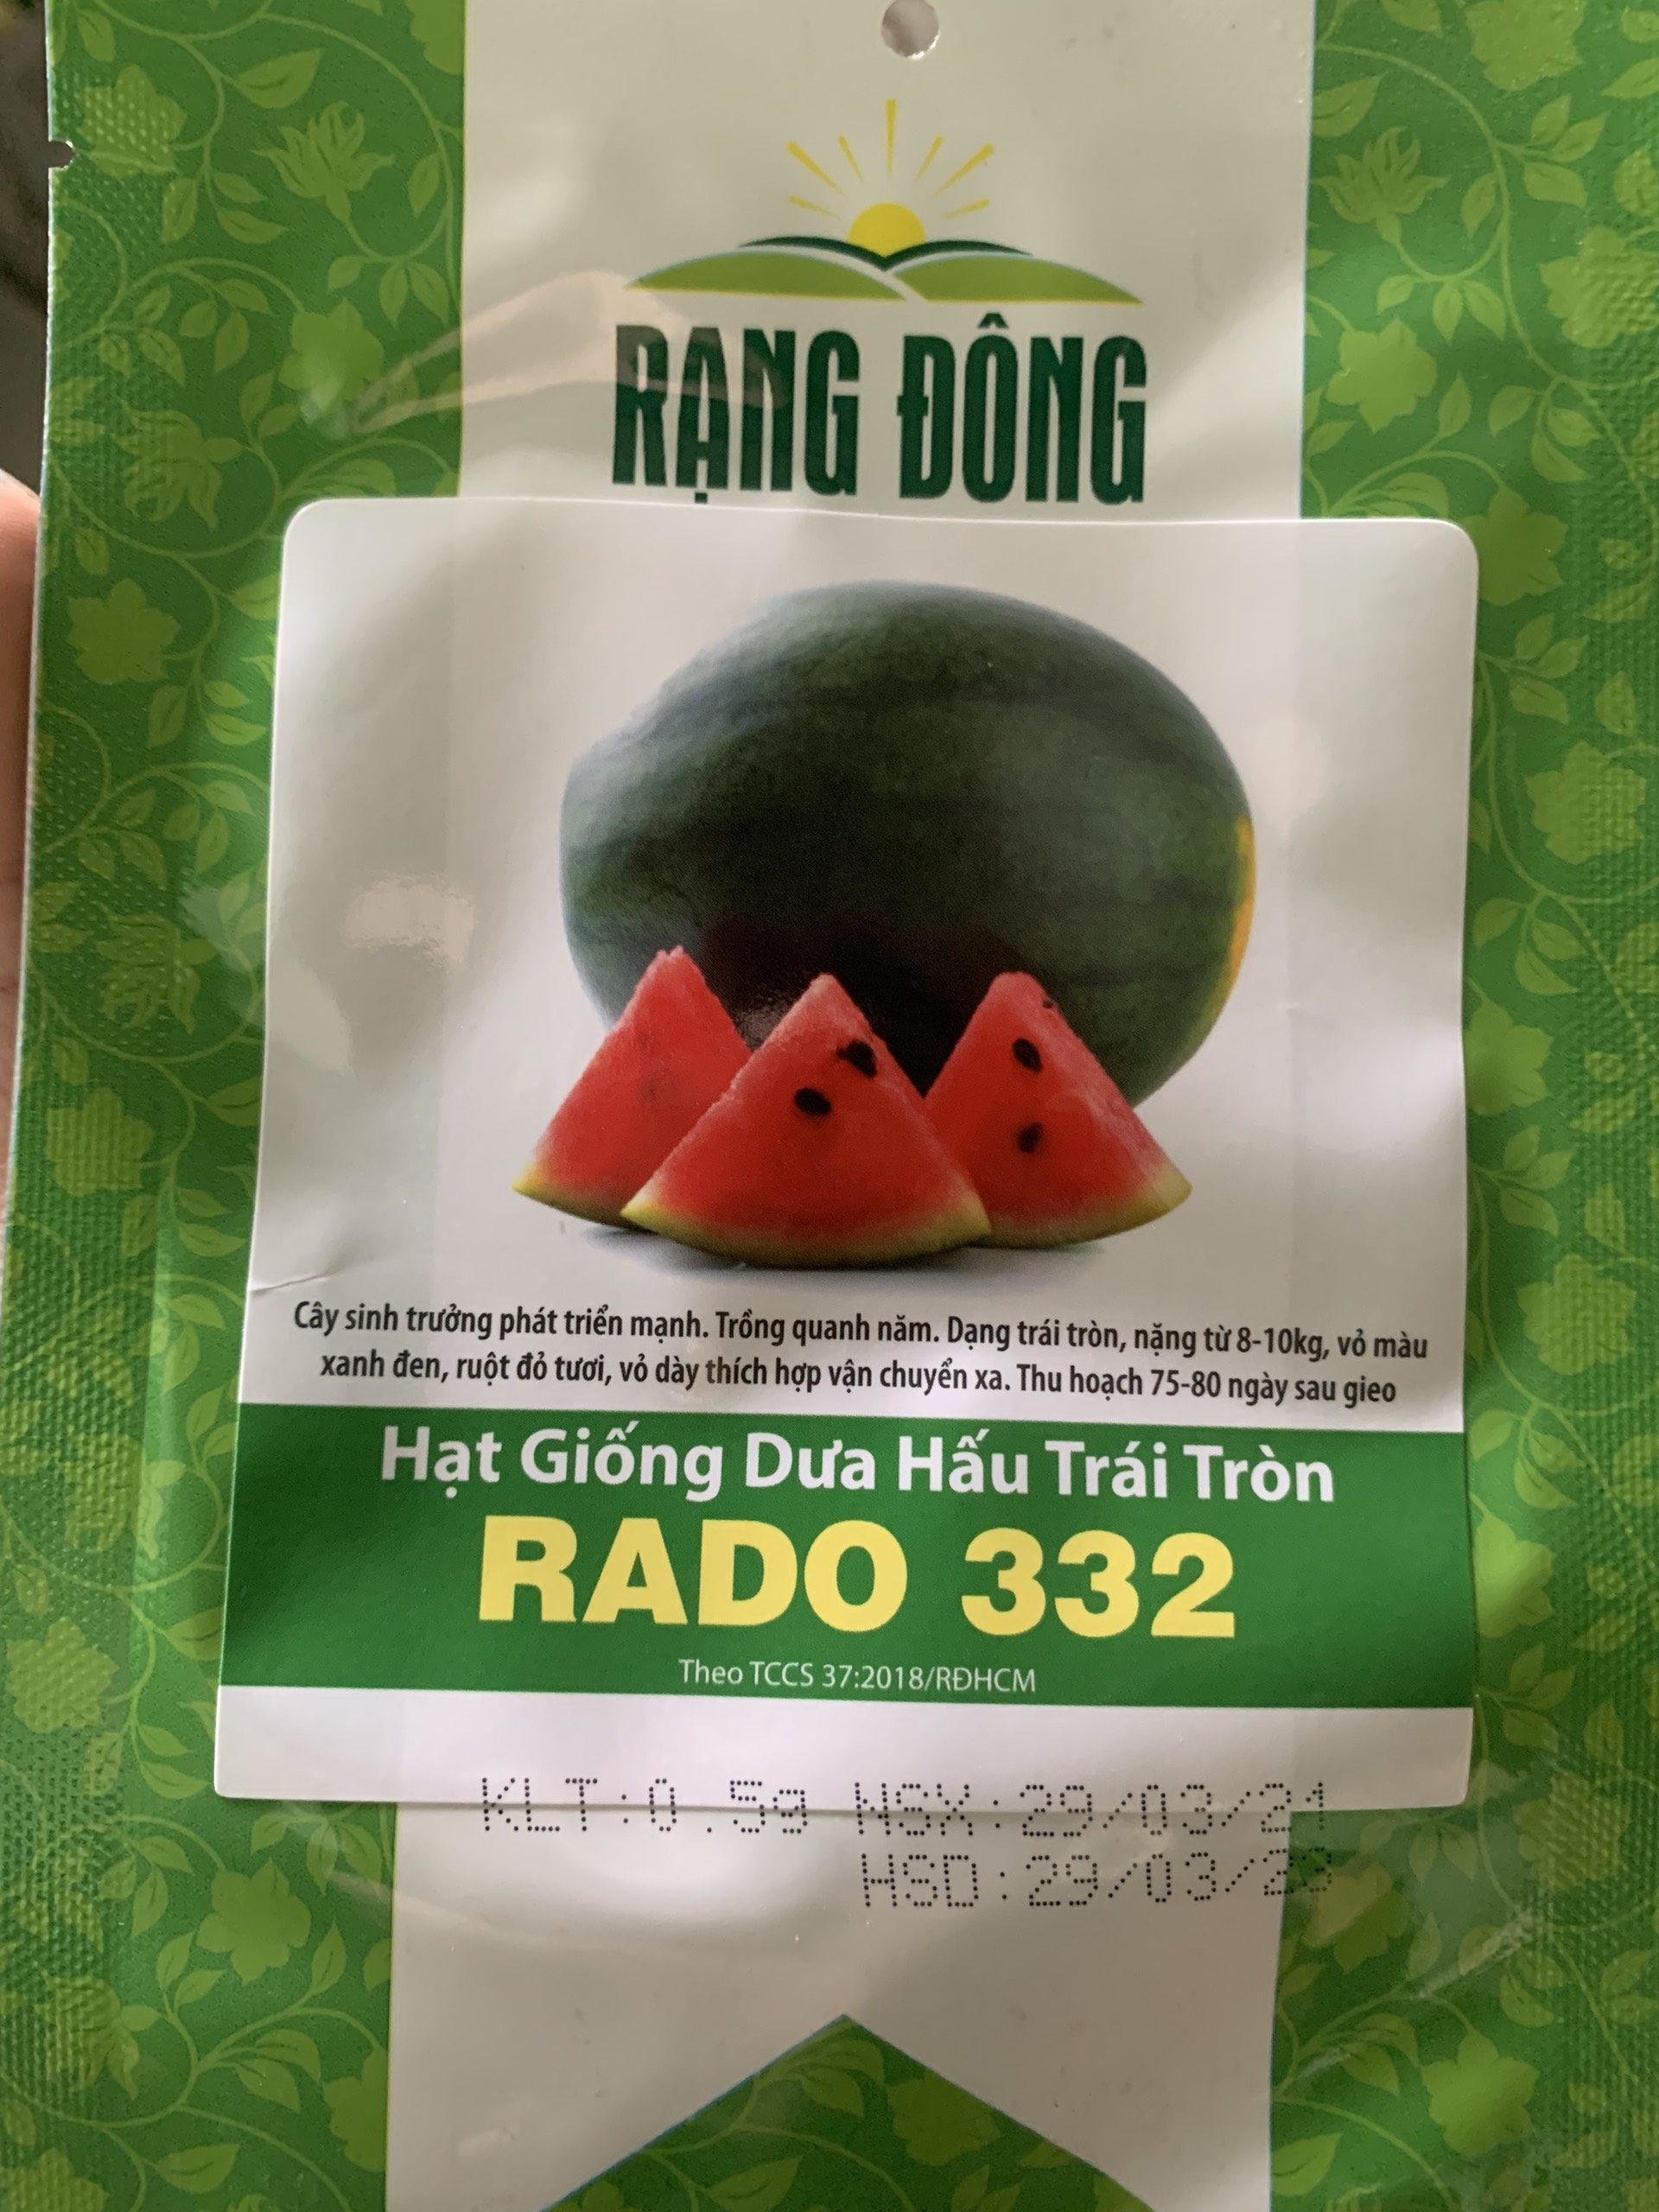 RẠNG ĐÔNG
Cây sinh trưởng phát triển mạnh. Trồng quanh năm. Dạng trái tròn, nặng từ 8-10kg, vỏ màu
xanh đen, ruột đỏ tươi, vỏ dày thích hợp vận chuyển xa. Thu hoạch 75-80 ngày sau gieo
Hạt Giống Dưa Hấu Trái Tròn
RADO 332
Theo TCCS 37:2018/RĐHCM
KLT:0.5g NSX:29/03/21
HSD:29/03/23